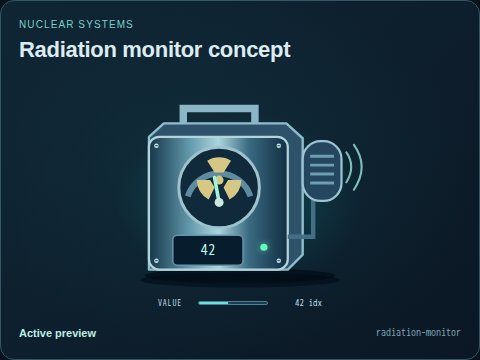 NUCLEAR SYSTEMS
Radiation monitor concept
42
VALUE 42 idx
Active preview
radiation-monitor